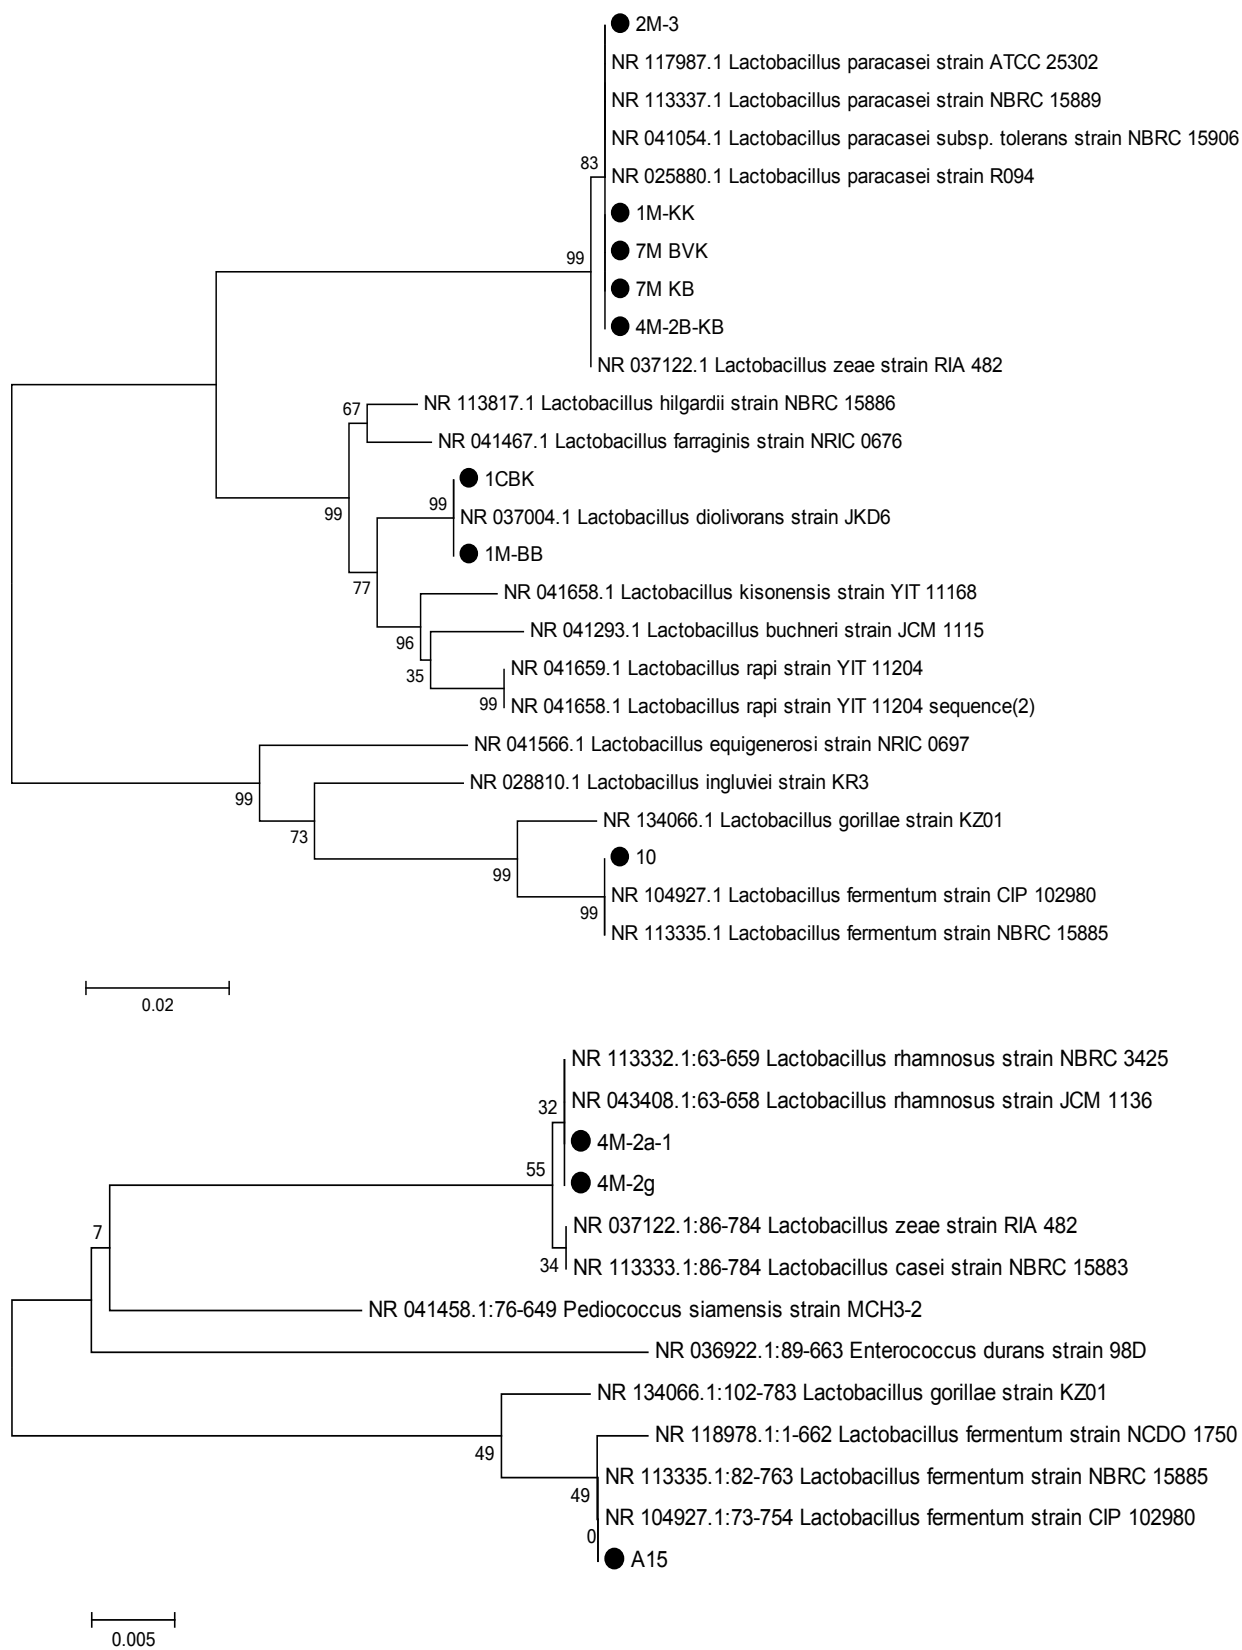 2M-3
NR 117987.1 Lactobacillus paracasei strain ATCC 25302
NR 113337.1 Lactobacillus paracasei strain NBRC 15889
NR 041054.1 Lactobacillus paracasei subsp. tolerans strain NBRC 15906
83
NR 025880.1 Lactobacillus paracasei strain R094
1M-KK
7M BVK
99
7M KB
4M-2B-KB
NR 037122.1 Lactobacillus zeae strain RIA 482
NR 113817.1 Lactobacillus hilgardii strain NBRC 15886
67
NR 041467.1 Lactobacillus farraginis strain NRIC 0676
1CBK
99
99
NR 037004.1 Lactobacillus diolivorans strain JKD6
1M-BB
77
NR 041658.1 Lactobacillus kisonensis strain YIT 11168
NR 041293.1 Lactobacillus buchneri strain JCM 1115
96
NR 041659.1 Lactobacillus rapi strain YIT 11204
35
99
NR 041658.1 Lactobacillus rapi strain YIT 11204 sequence(2)
NR 041566.1 Lactobacillus equigenerosi strain NRIC 0697
NR 028810.1 Lactobacillus ingluviei strain KR3
99
NR 134066.1 Lactobacillus gorillae strain KZ01
73
10
99
NR 104927.1 Lactobacillus fermentum strain CIP 102980
99
NR 113335.1 Lactobacillus fermentum strain NBRC 15885
0.02
NR 113332.1:63-659 Lactobacillus rhamnosus strain NBRC 3425
32
NR 043408.1:63-658 Lactobacillus rhamnosus strain JCM 1136
4M-2a-1
55
4M-2g
NR 037122.1:86-784 Lactobacillus zeae strain RIA 482
7
34
NR 113333.1:86-784 Lactobacillus casei strain NBRC 15883
NR 041458.1:76-649 Pediococcus siamensis strain MCH3-2
NR 036922.1:89-663 Enterococcus durans strain 98D
NR 134066.1:102-783 Lactobacillus gorillae strain KZ01
NR 118978.1:1-662 Lactobacillus fermentum strain NCDO 1750
49
NR 113335.1:82-763 Lactobacillus fermentum strain NBRC 15885
49
NR 104927.1:73-754 Lactobacillus fermentum strain CIP 102980
0
A15
0.005